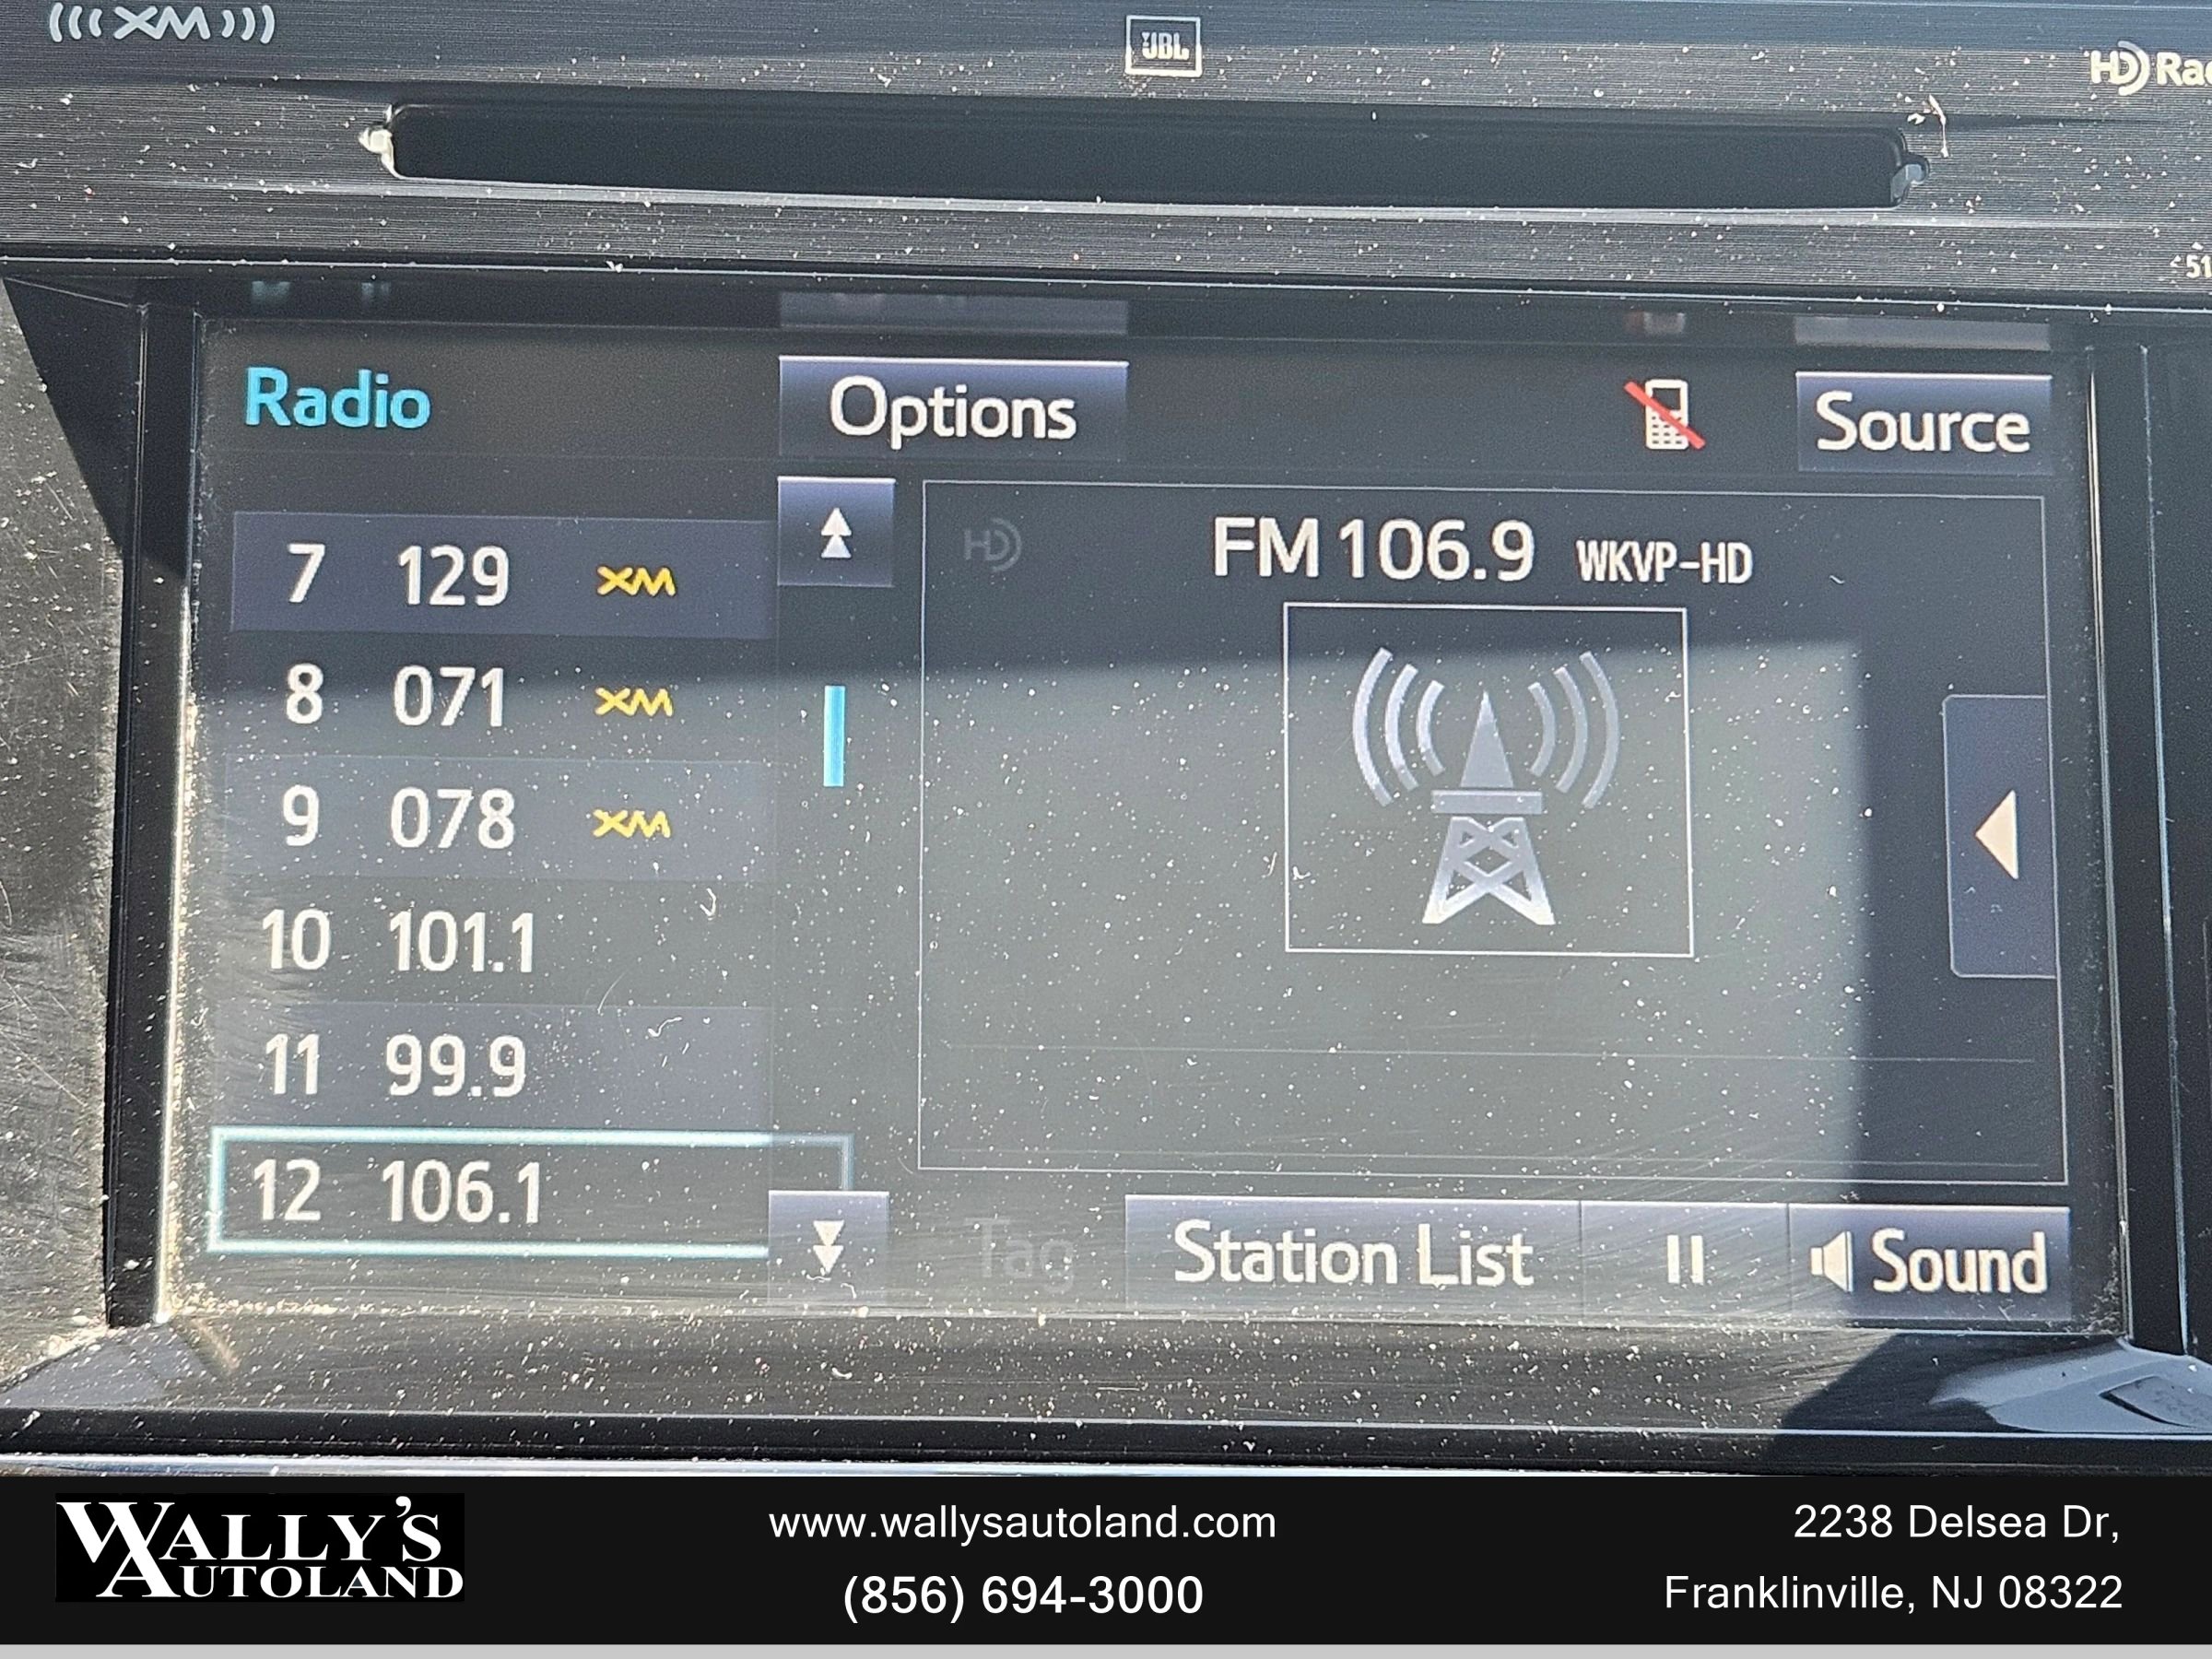 XM
JBL
HD Ra
51
Radio
Options
Source
7 129 XM
8 071 XM
9 078 XM
10 101.1
11 99.9
12 106.1
HD
FM 106.9 WKVP-HD
Tag
Station List
Sound
WALLY'S
AUTOLAND
www.wallysautoland.com
(856) 694-3000
2238 Delsea Dr,
Franklinville, NJ 08322